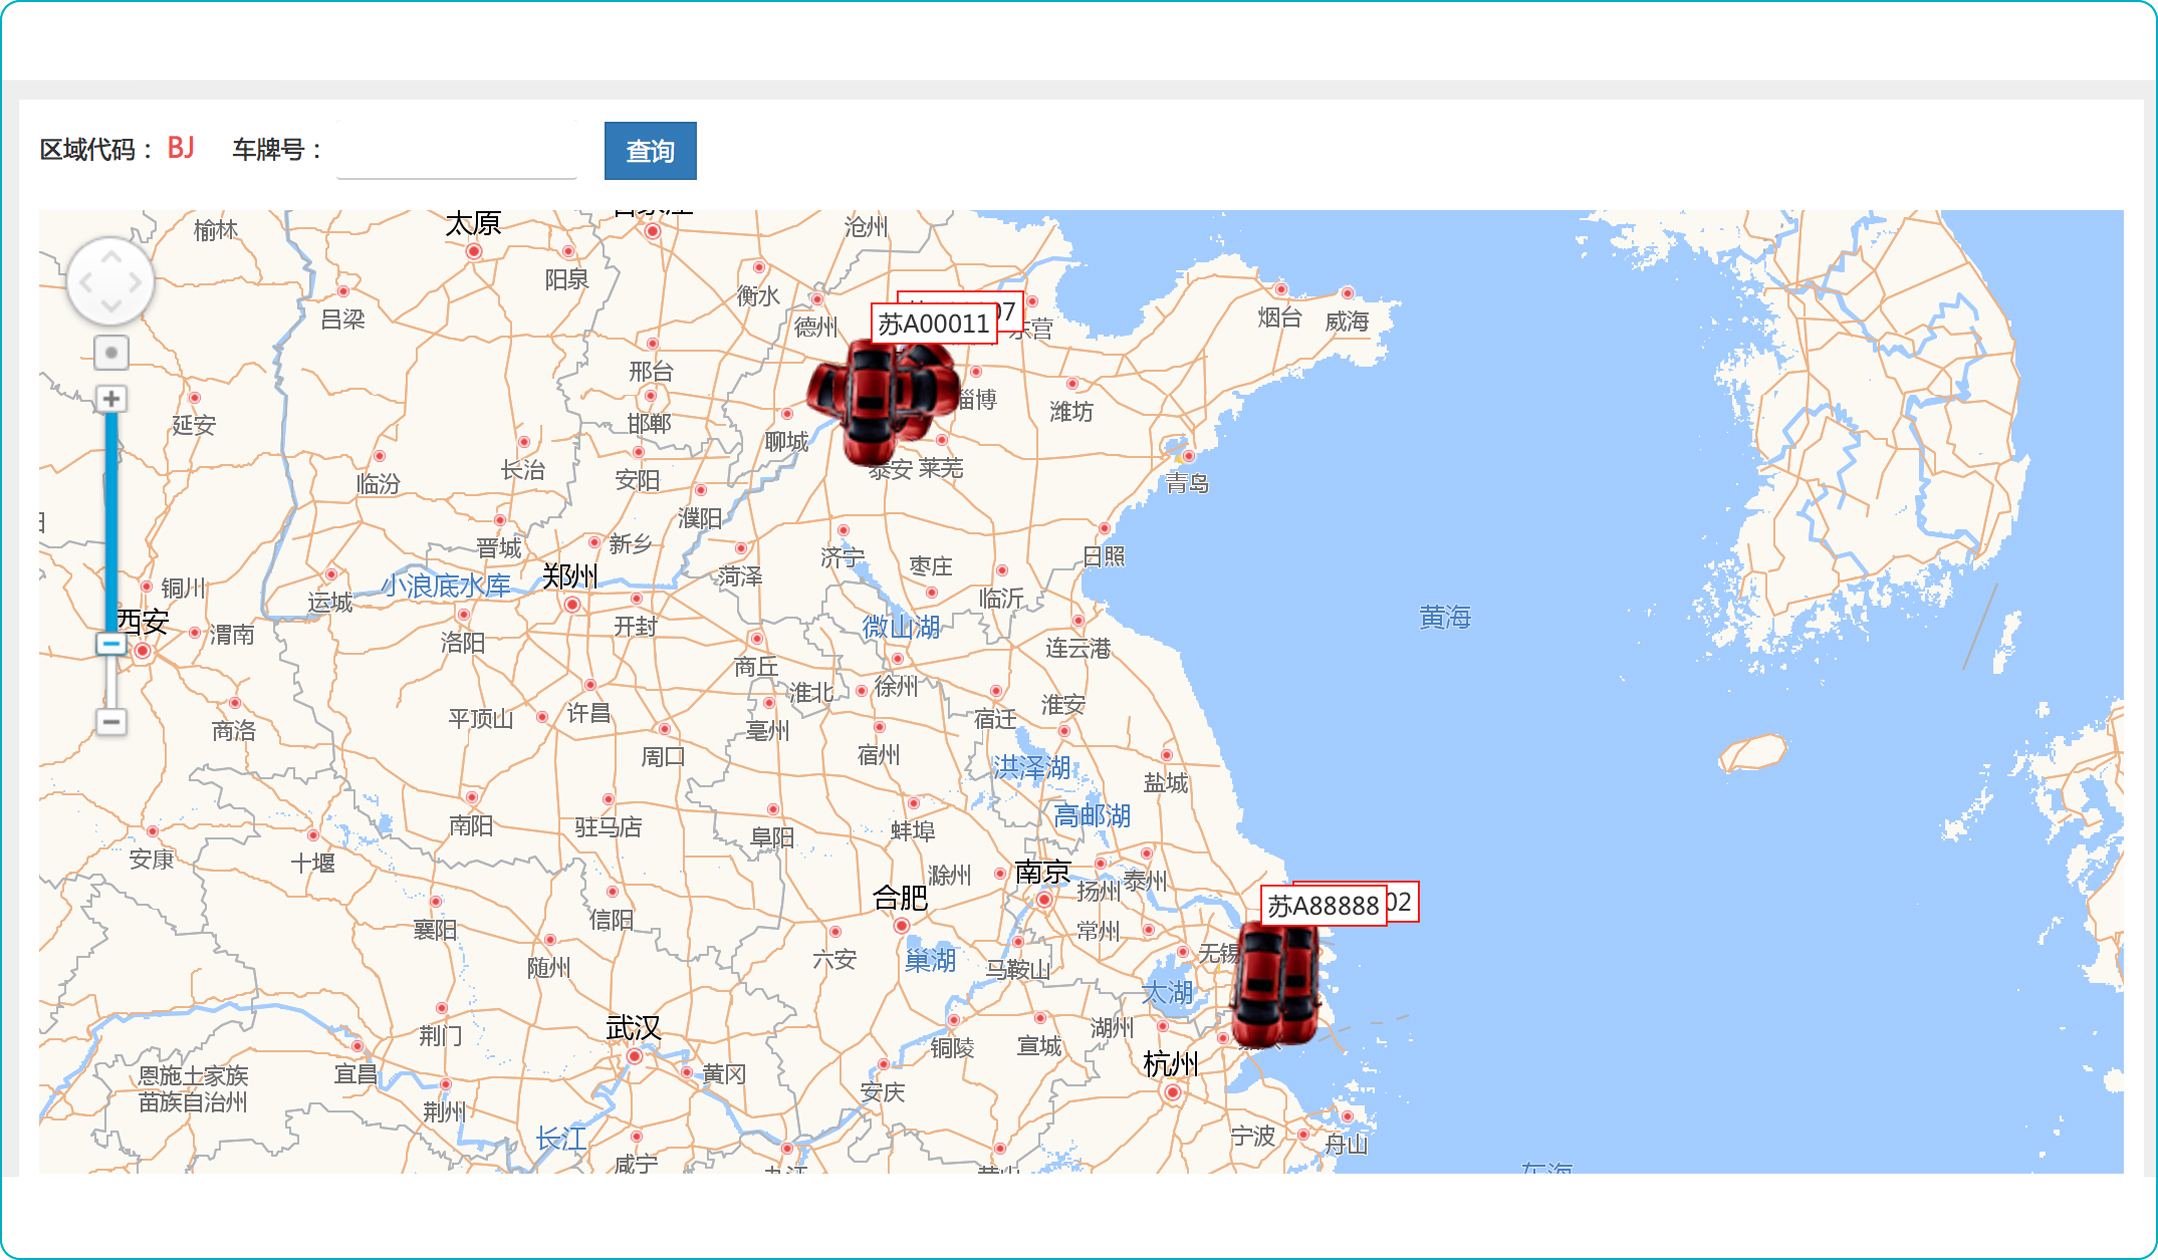 区域代码： BJ 车牌号：
查询
榆林
太原
沧州
阳泉
衡水
吕梁
德州
苏A00011
07
东营
烟台
威海
邢台
淄博
潍坊
延安
邯郸
聊城
临汾
长治
安阳
泰安
莱芜
青岛
濮阳
晋城
新乡
济宁
枣庄
日照
铜川
小浪底水库
郑州
菏泽
运城
临沂
西安
渭南
洛阳
开封
微山湖
黄海
连云港
商丘
淮北
徐州
商洛
平顶山
许昌
亳州
宿迁
淮安
周口
宿州
洪泽湖
盐城
南阳
驻马店
阜阳
蚌埠
高邮湖
安康
十堰
滁州
南京
扬州
泰州
合肥
苏A88888
02
襄阳
信阳
常州
无锡
随州
六安
巢湖
马鞍山
太湖
荆门
武汉
铜陵
宣城
湖州
宜昌
黄冈
杭州
恩施土家族
苗族自治州
荆州
安庆
长江
咸宁
宁波
舟山
九江
黄山
东海